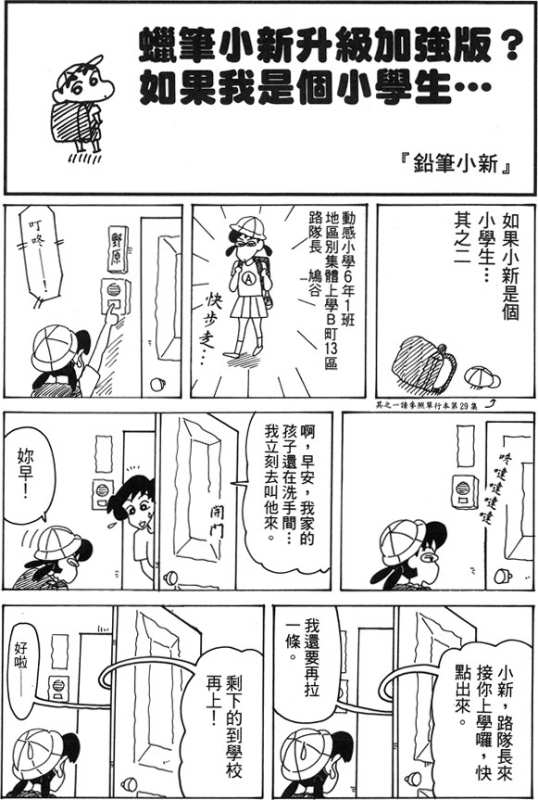 蠟筆小新升級加強版？
如果我是個小學生…
『鉛筆小新』
如果小新是個
小學生…
其之二
其之一請參照單行本第29集
動感小學6年1班
地區別集體上學B町13區
路隊長　鳩谷
A
快步走…
野原
叮咚——！
咚噠噠噠噠
啊，早安，我家的
孩子還在洗手間…
我立刻去叫他來。
開門
妳早！
小新，路隊長來
接你上學囉，快
點出來。
我還要再拉
一條。
剩下的到學校
再上！
好啦——